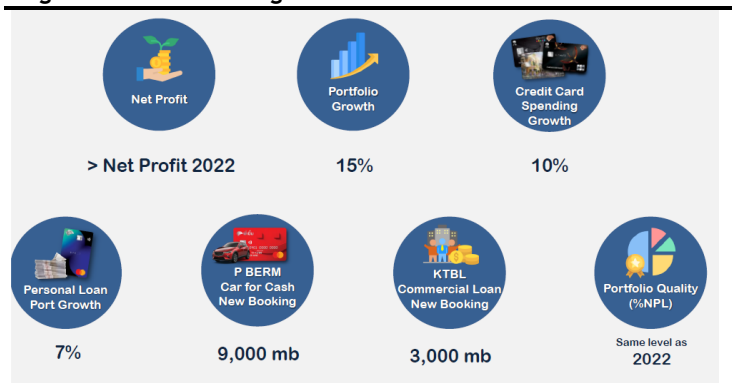 Net Profit
Portfolio
Growth
Credit Card
Spending
Growth
> Net Profit 2022
15%
10%
Personal Loan
Port Growth
P BERM
Car for Cash
New Booking
KTBL
Commercial Loan
New Booking
Portfolio Quality
(%NPL)
7%
9,000 mb
3,000 mb
Same level as
2022